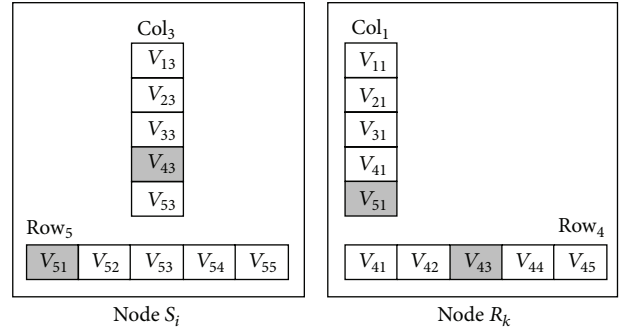 Col₃
V₁₃
V₂₃
V₃₃
V₄₃
V₅₃
Row₅
V₅₁ V₅₂ V₅₃ V₅₄ V₅₅
Node Sᵢ
Col₁
V₁₁
V₂₁
V₃₁
V₄₁
V₅₁
Row₄
V₄₁ V₄₂ V₄₃ V₄₄ V₄₅
Node Rₖ